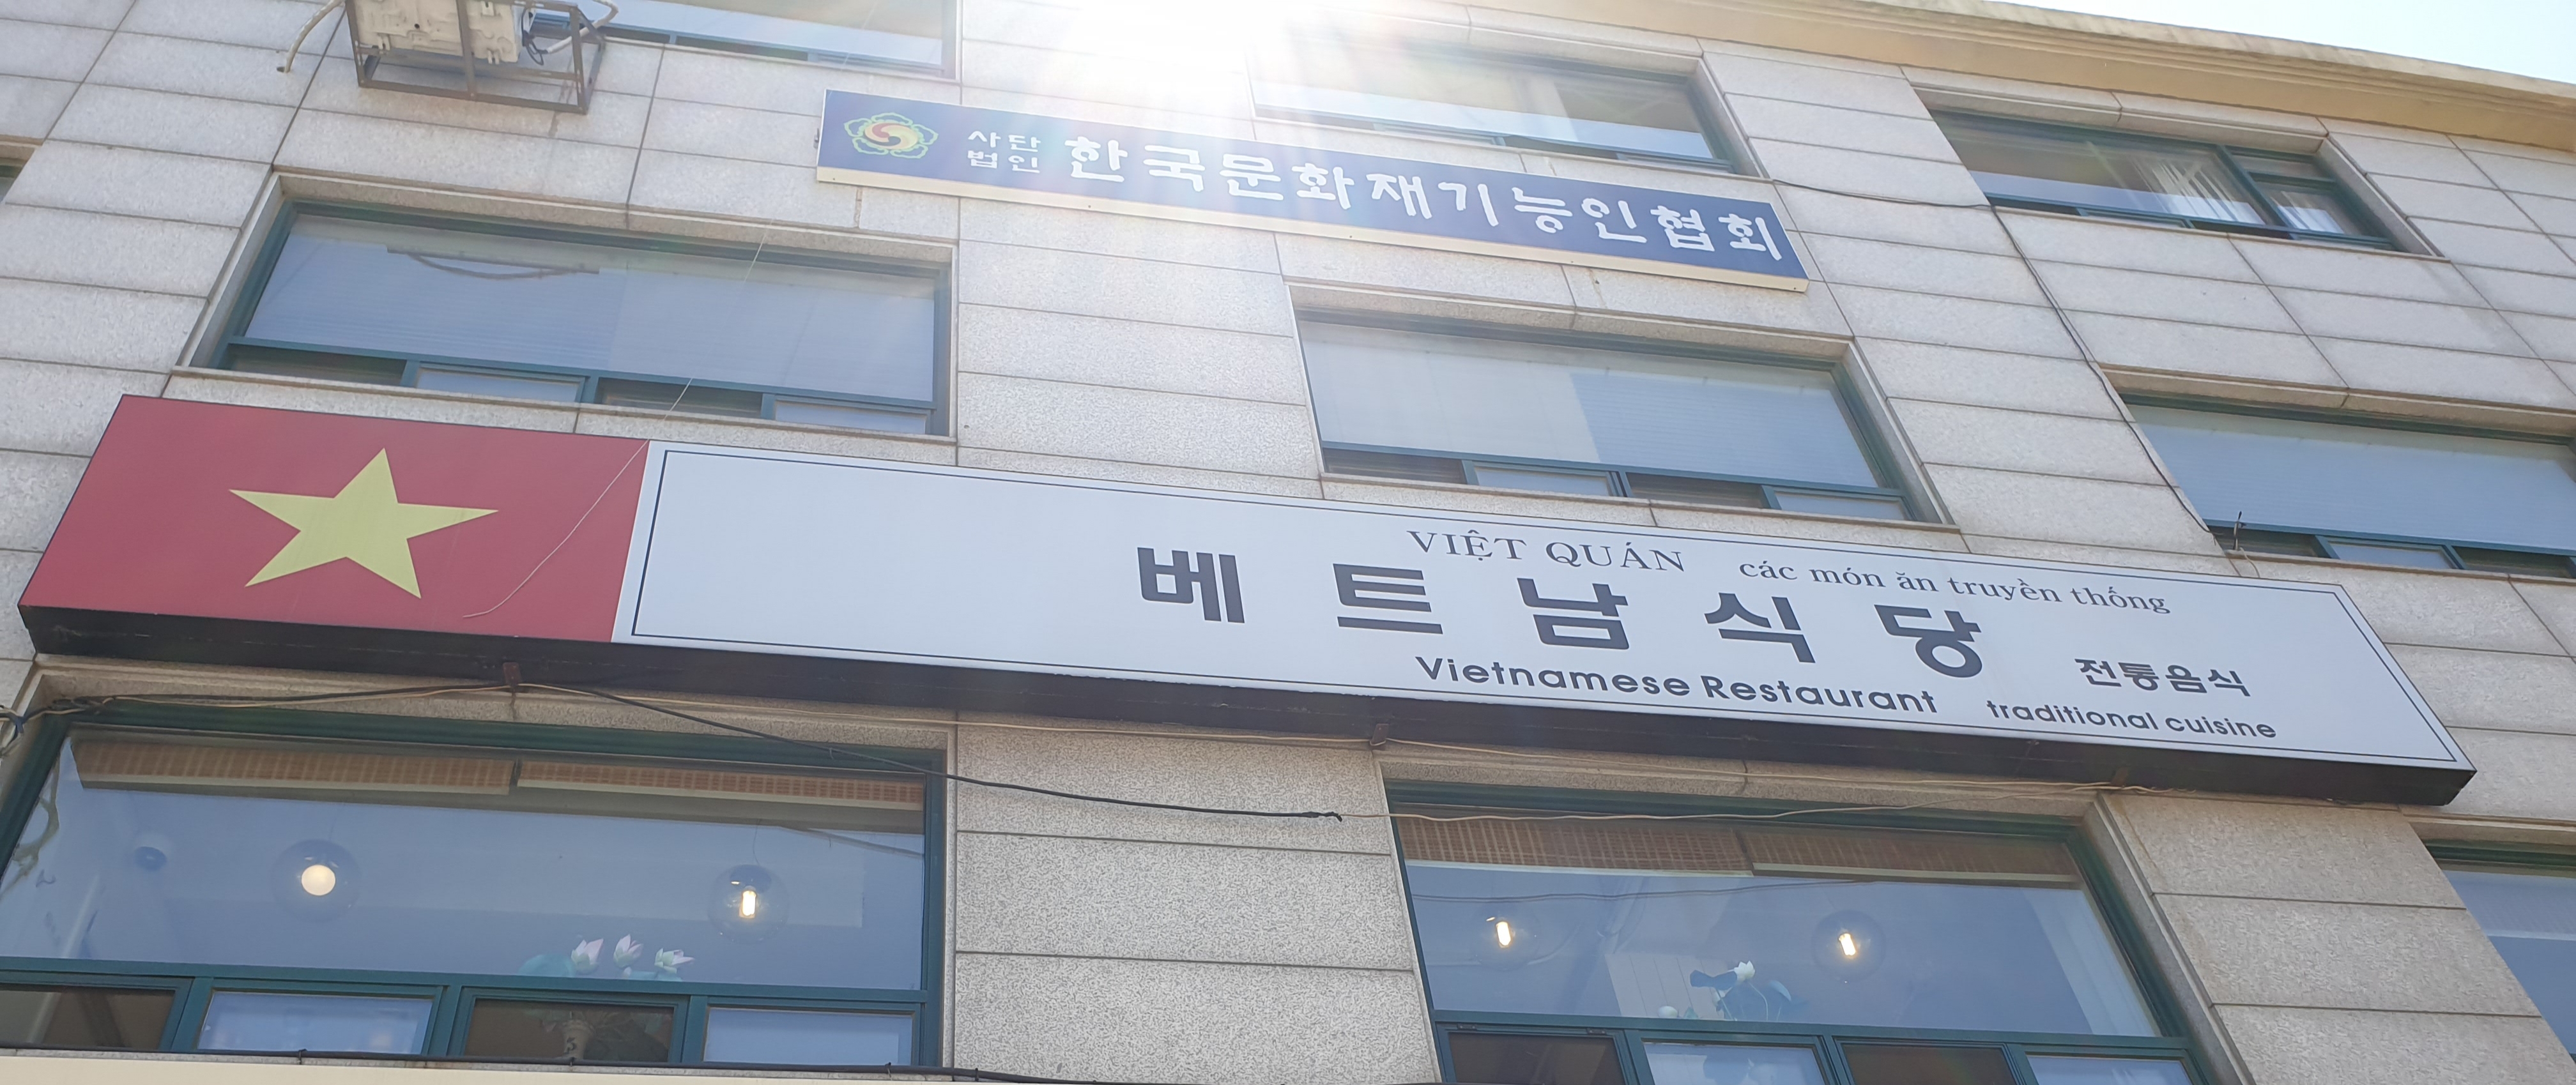 사단
법인 한국문화재기능인협회
VIỆT QUÁN các món ăn truyền thống
베트남식당 전통음식
Vietnamese Restaurant traditional cuisine